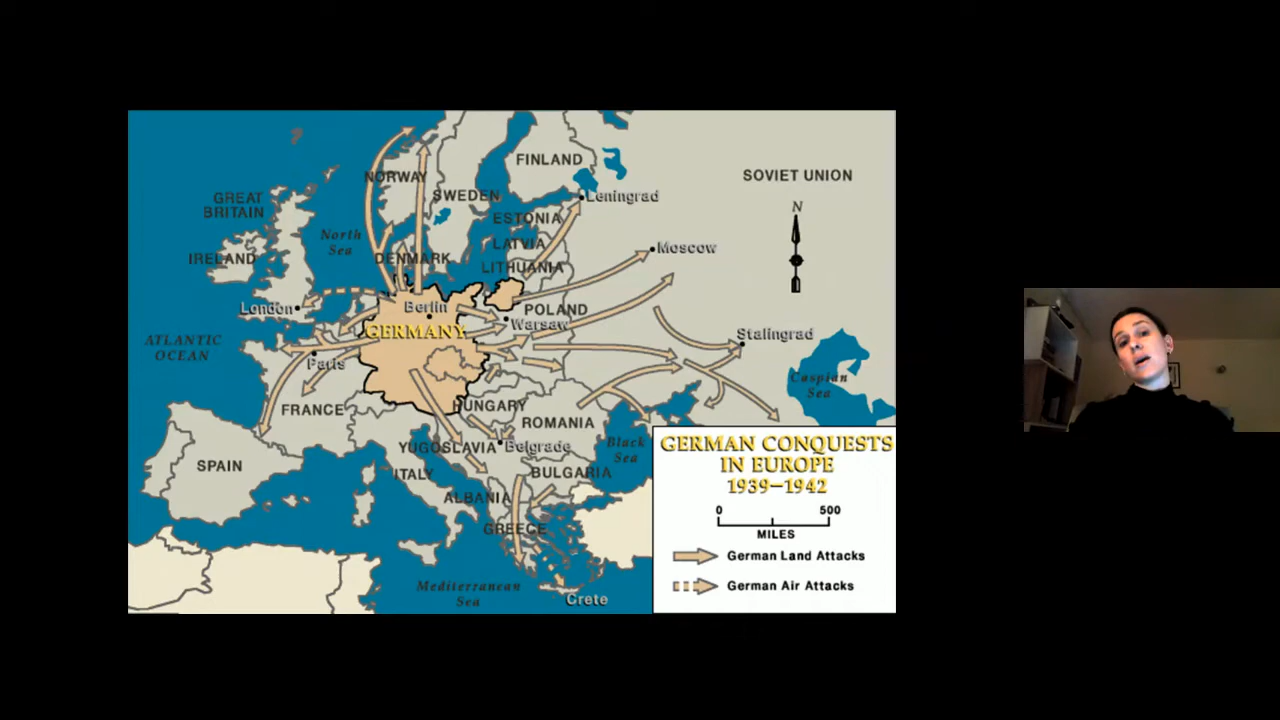 FINLAND
SOVIET UNION
NORWAY
SWEDEN
Leningrad
GREAT
BRITAIN
ESTONIA
North
Sea
LATVIA
Moscow
IRELAND
DENMARK
LITHUANIA
N
London
Berlin
POLAND
Warsaw
GERMANY
Stalingrad
ATLANTIC
OCEAN
Paris
Caspian
Sea
FRANCE
HUNGARY
ROMANIA
YUGOSLAVIA
Belgrade
Black
Sea
SPAIN
ITALY
BULGARIA
ALBANIA
GREECE
Mediterranean
Sea
Crete
GERMAN CONQUESTS
IN EUROPE
1939–1942
0 500
MILES
German Land Attacks
German Air Attacks